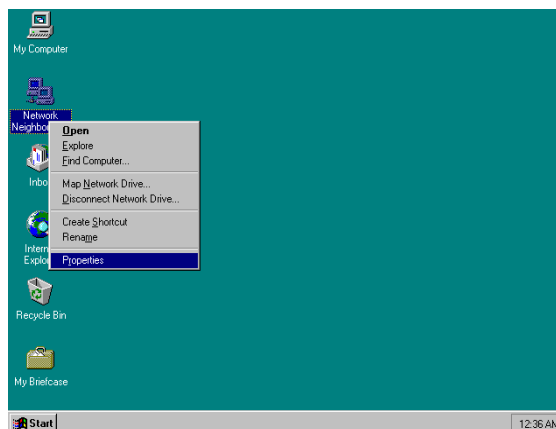 My Computer
Network
Neighbo
Open
Explore
Find Computer...
Inbo
Map Network Drive...
Disconnect Network Drive...
Create Shortcut
Rename
Intern
Explo
Properties
Recycle Bin
My Briefcase
Start
12:36 AM